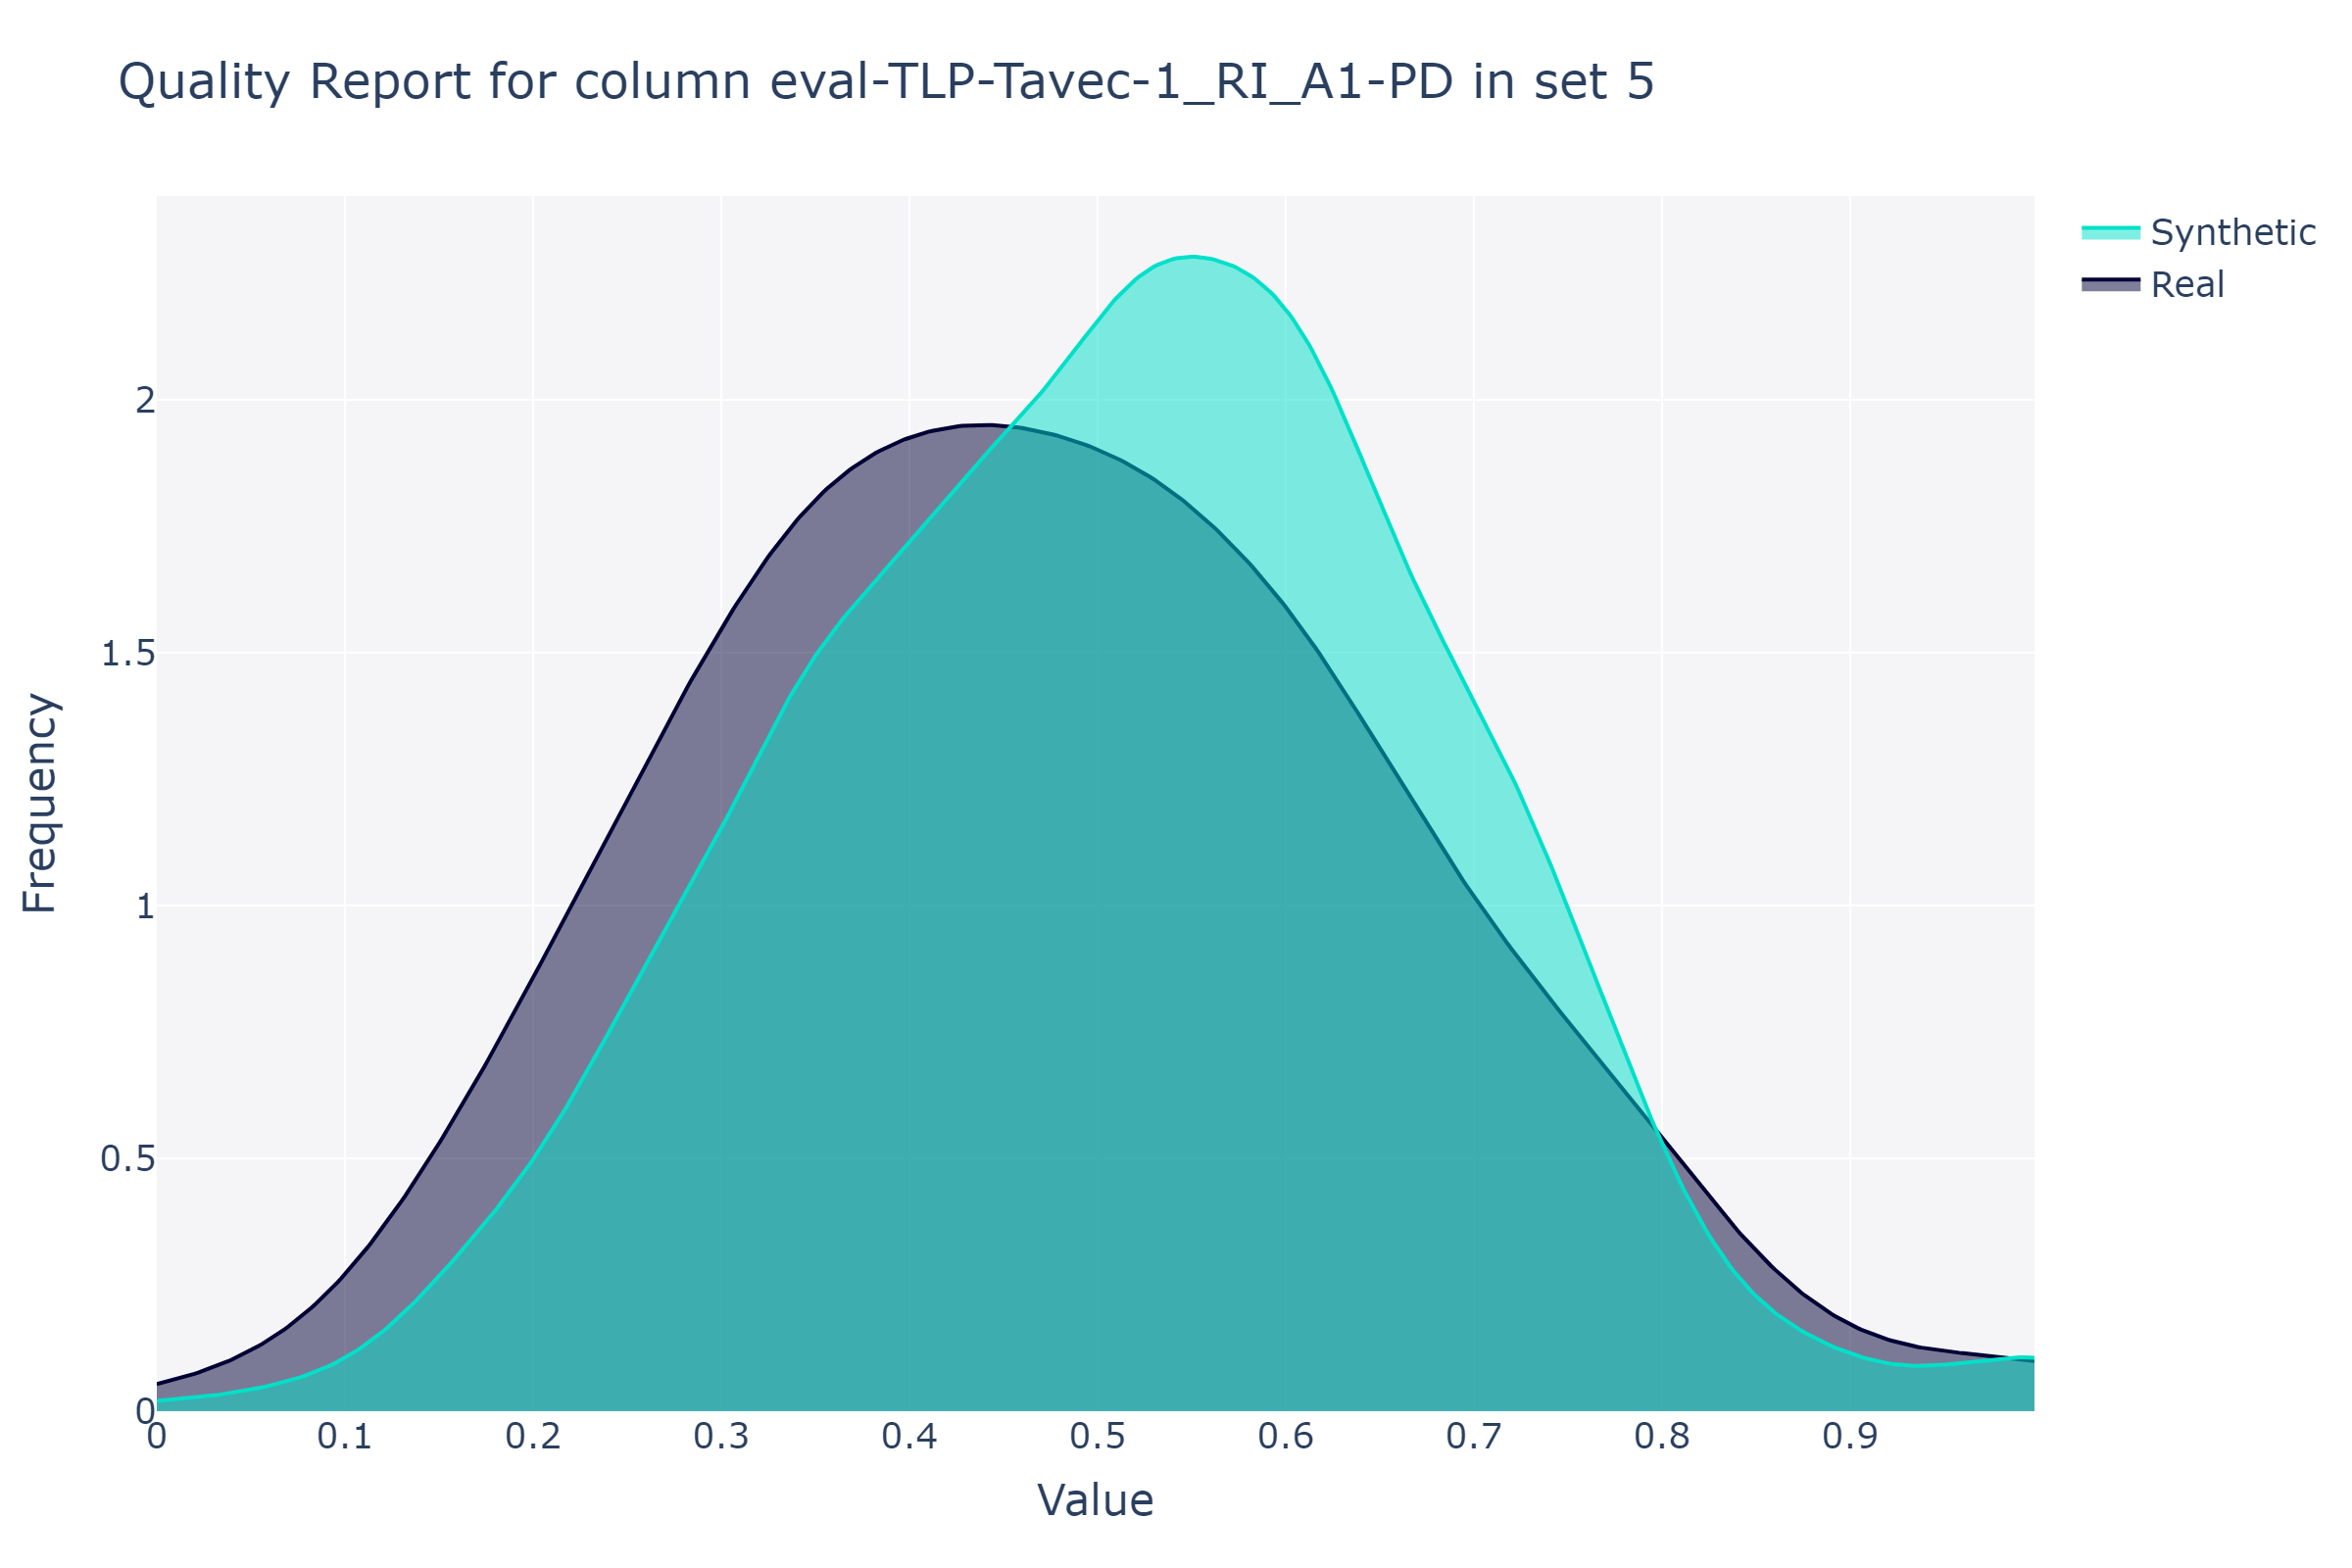 Quality Report for column eval-TLP-Tavec-1_RI_A1-PD in set 5
Synthetic
Real
Frequency
2
1.5
1
0.5
0
0 0.1 0.2 0.3 0.4 0.5 0.6 0.7 0.8 0.9
Value